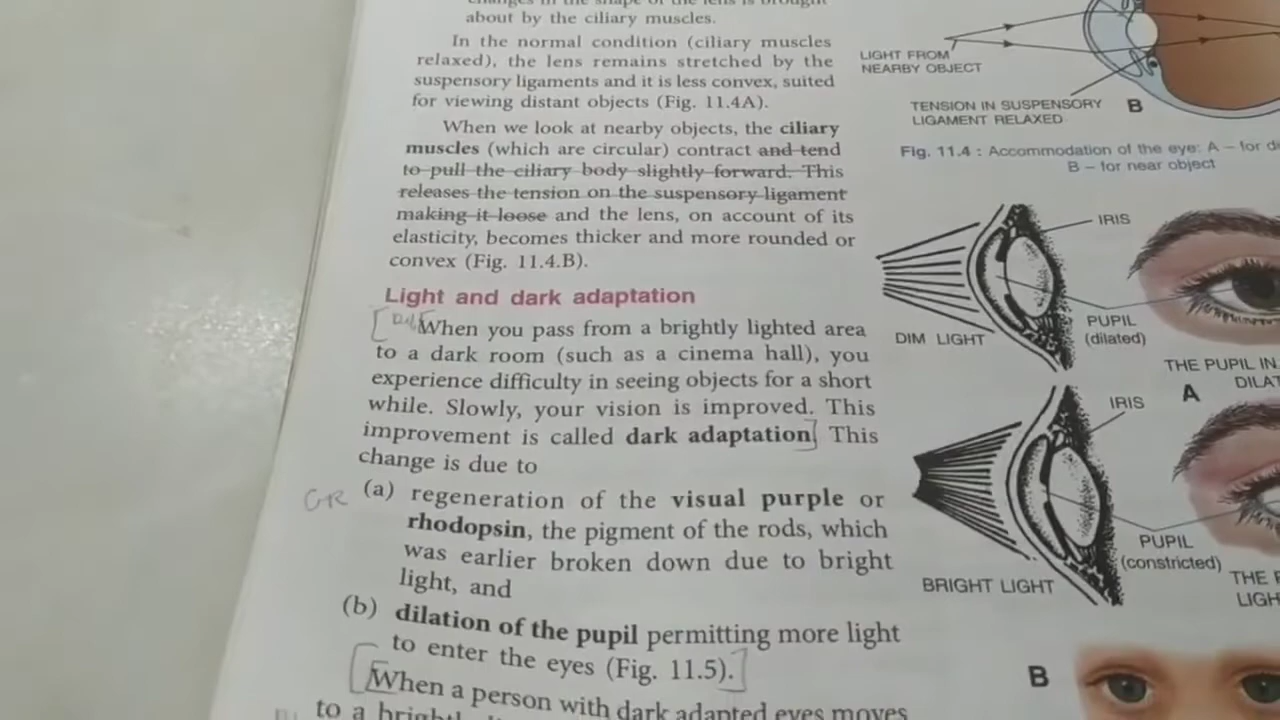 changes in the shape of the lens is brought
about by the ciliary muscles.
In the normal condition (ciliary muscles
relaxed), the lens remains stretched by the
suspensory ligaments and it is less convex, suited
for viewing distant objects (Fig. 11.4A).
When we look at nearby objects, the ciliary
muscles (which are circular) contract and tend
to pull the ciliary body slightly forward. This
releases the tension on the suspensory ligament
making it loose and the lens, on account of its
elasticity, becomes thicker and more rounded or
convex (Fig. 11.4.B).
Light and dark adaptation
When you pass from a brightly lighted area
to a dark room (such as a cinema hall), you
experience difficulty in seeing objects for a short
while. Slowly, your vision is improved. This
improvement is called dark adaptation. This
change is due to
GR
(a) regeneration of the visual purple or
rhodopsin, the pigment of the rods, which
was earlier broken down due to bright
light, and
(b) dilation of the pupil permitting more light
to enter the eyes (Fig. 11.5).
When a person with dark adapted eyes moves
to a
LIGHT FROM
NEARBY OBJECT
TENSION IN SUSPENSORY
LIGAMENT RELAXED
B
Fig. 11.4 : Accommodation of the eye: A – for
B – for near object
IRIS
DIM LIGHT
PUPIL
(dilated)
THE PUPIL IN
A
IRIS
PUPIL
(constricted)
BRIGHT LIGHT
THE
B